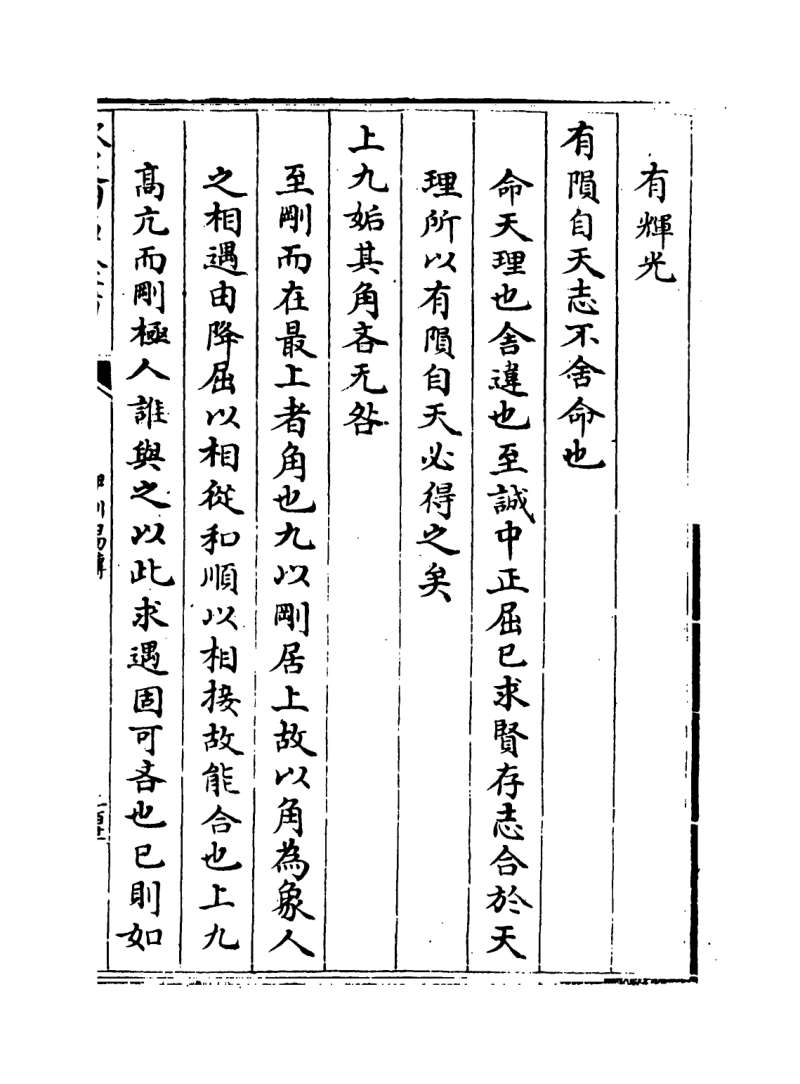 有輝光
有隕自天志不舍命也
命天理也舍違也至誠中正屈已求賢存志合於天
理所以有隕自天必得之矣
上九姤其角吝无咎
至剛而在最上者角也九以剛居上故以角為象人
之相遇由降屈以相從和順以相接故能合也上九
高亢而剛極人誰與之以此求遇固可吝也已則如